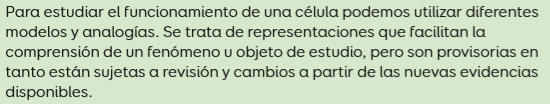 Para estudiar el funcionamiento de una célula podemos utilizar diferentes
modelos y analogías. Se trata de representaciones que facilitan la
comprensión de un fenómeno u objeto de estudio, pero son provisorias en
tanto están sujetas a revisión y cambios a partir de las nuevas evidencias
disponibles.